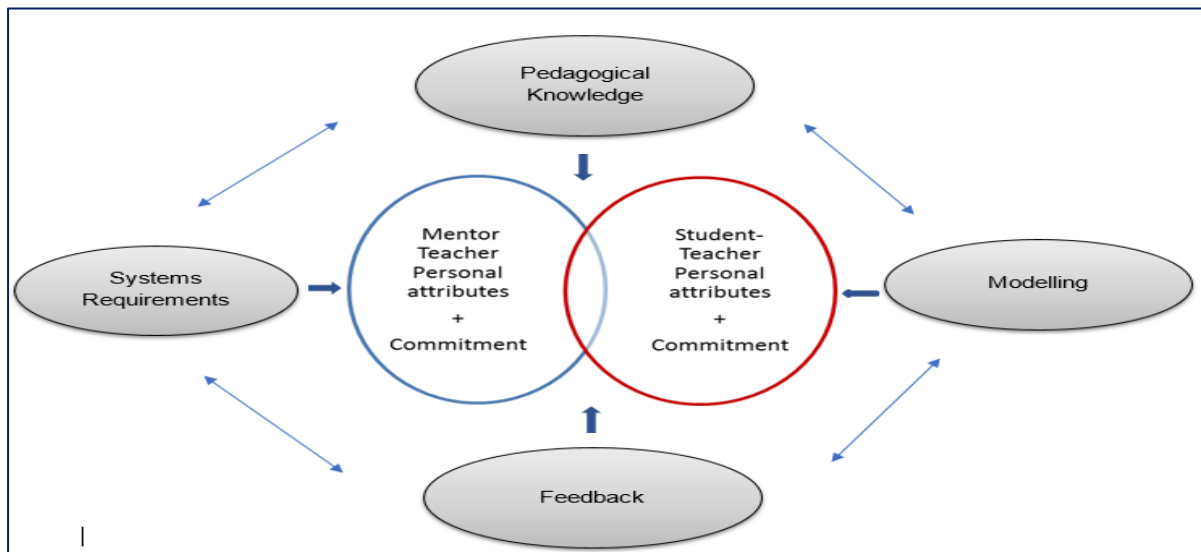 Pedagogical
Knowledge
Mentor
Teacher
Personal
attributes
+
Commitment
Student-
Teacher
Personal
attributes
+
Commitment
Systems
Requirements
Modelling
Feedback